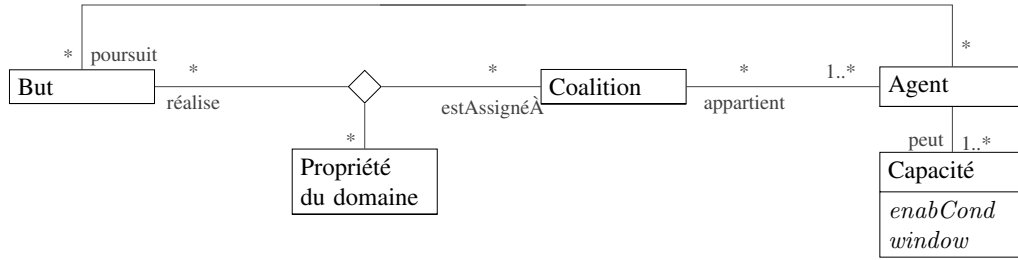 * poursuit *
But * * Coalition * 1..* Agent
réalise estAssignéÀ appartient
* peut 1..*
Propriété
du domaine
Capacité
enabCond
window